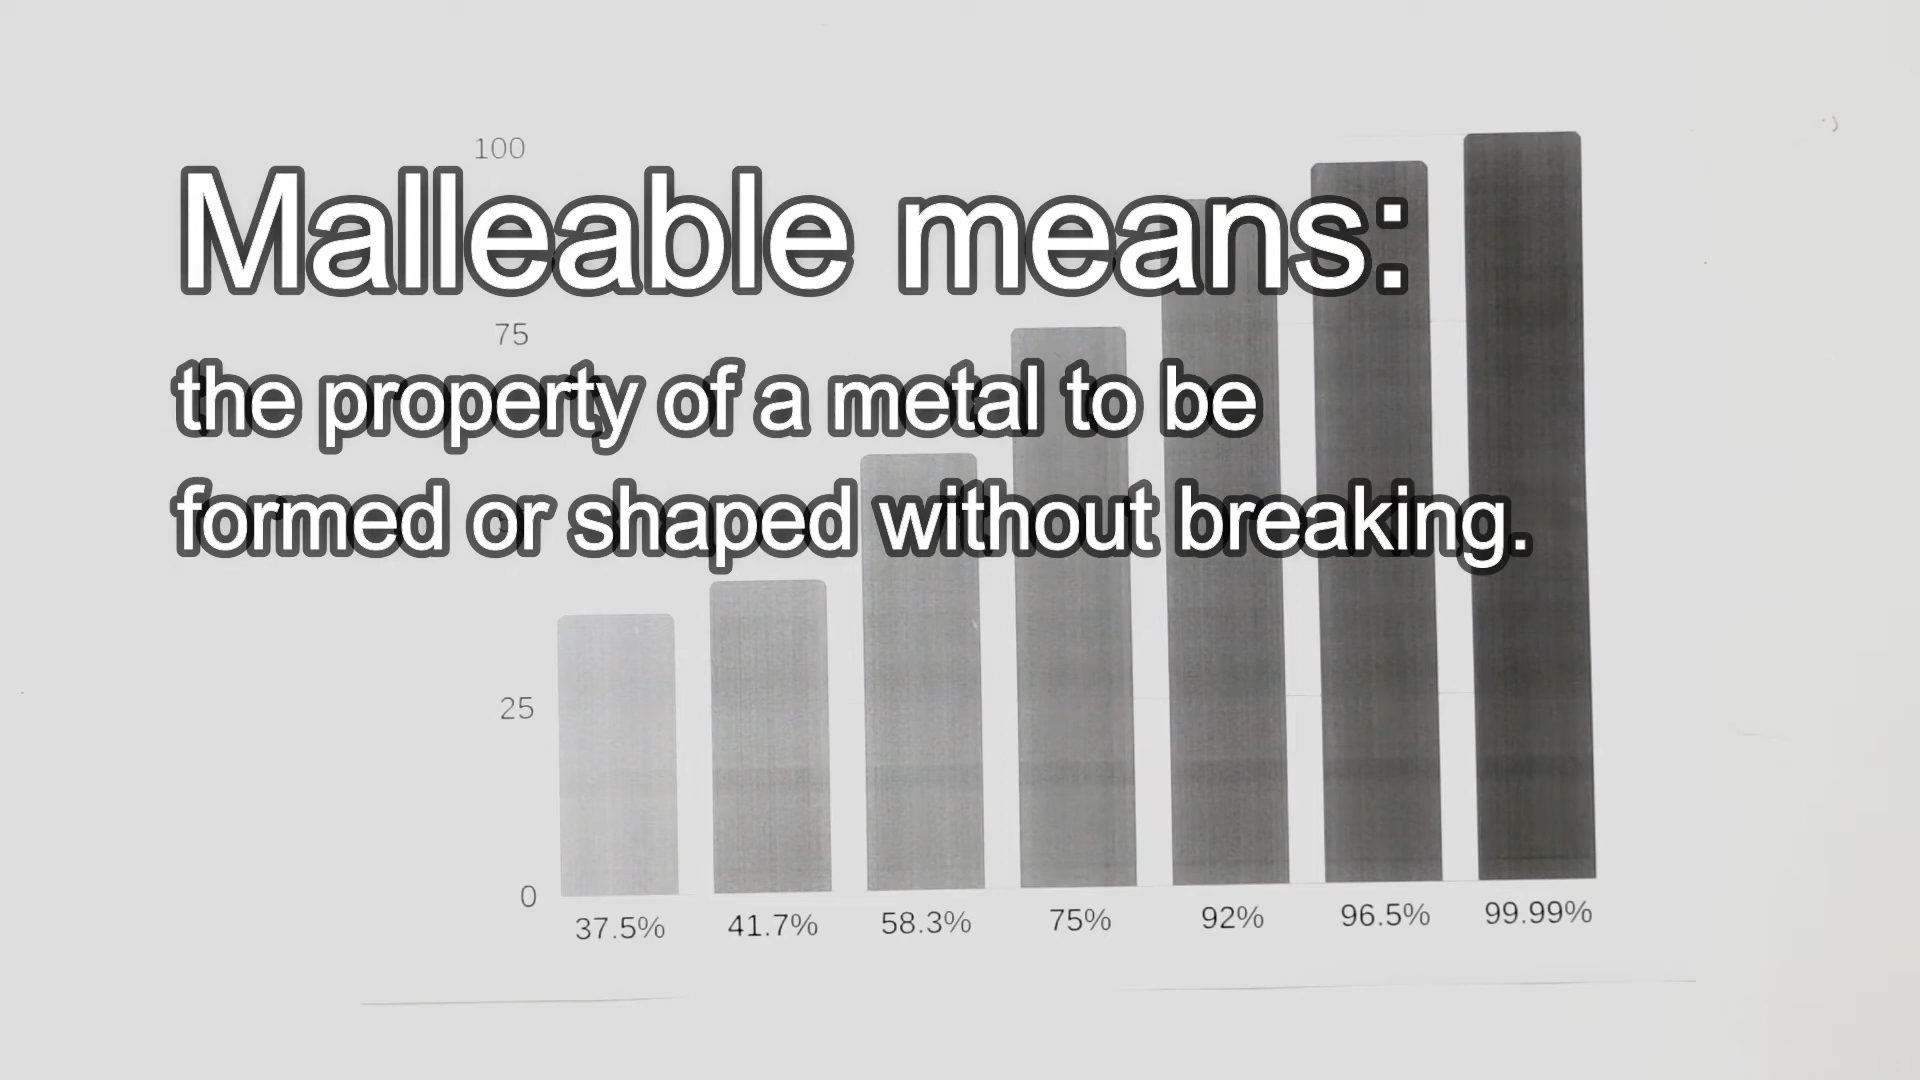 100
Malleable means:
75
the property of a metal to be
formed or shaped without breaking.
25
0
37.5% 41.7% 58.3% 75% 92% 96.5% 99.99%